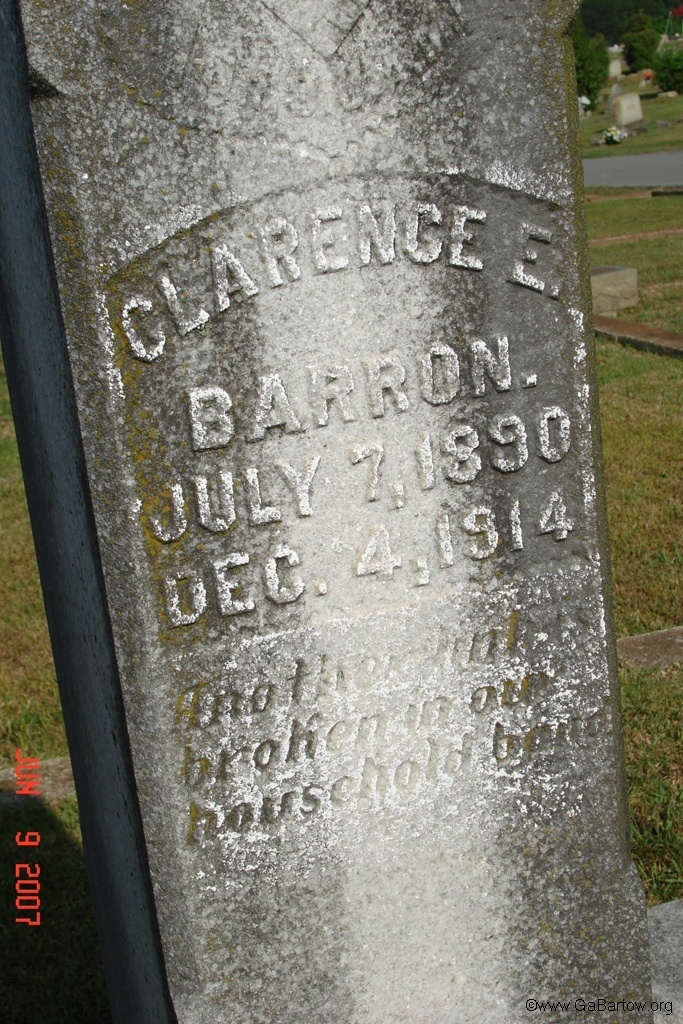 CLARENCE E.
BARRON.
JULY 7, 1890
DEC. 4, 1914
Another link
broken in our
household band
JUN 9 2007
©www.GaBartow.org